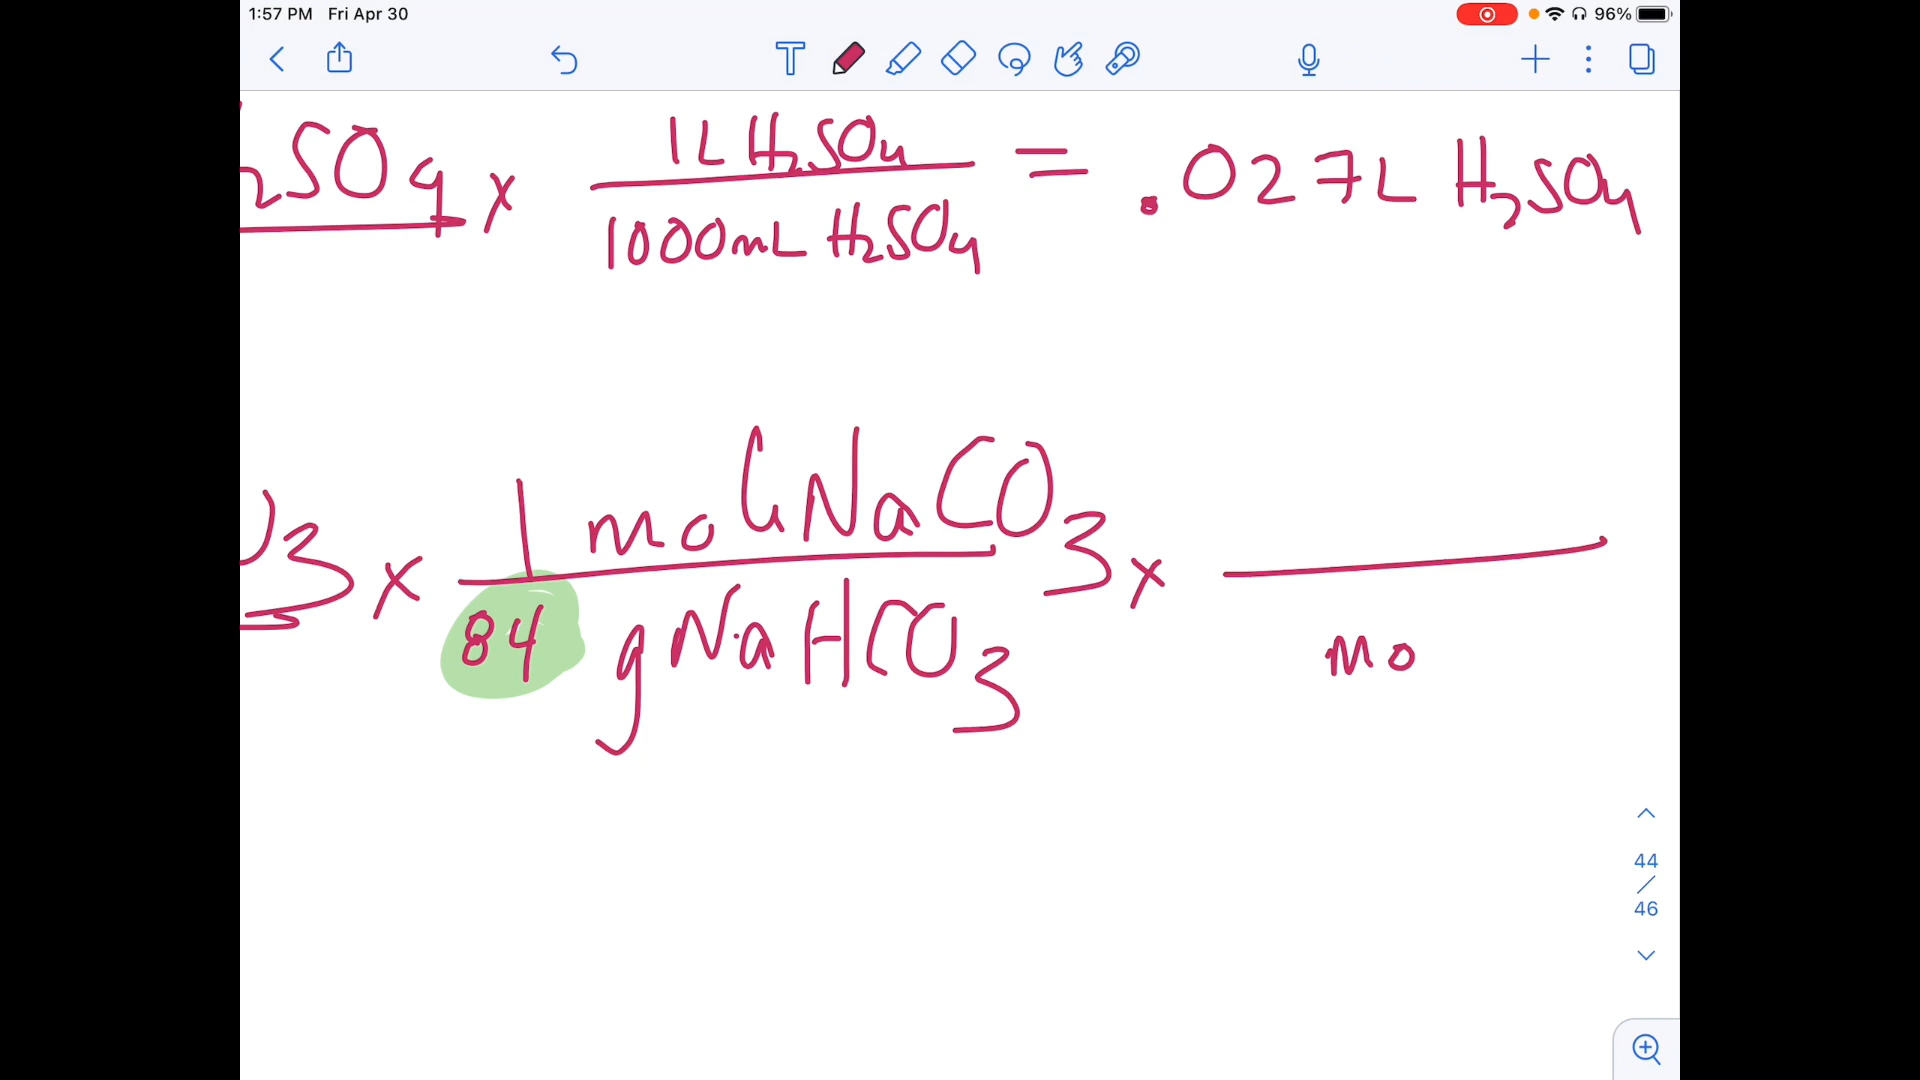 1:57 PM Fri Apr 30 96%
T
1L H2SO4
2SO4 x = .027L H2SO4
1000mL H2SO4
1 mol NaCO3
3 x x
84 g NaHCO3 mo
44
/
46